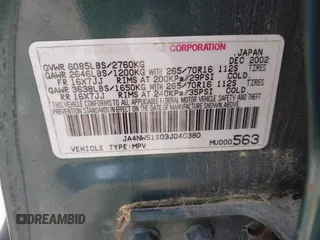 CORPORATION, JAPAN
GVWR 6085LBS/2760KG DEC 2002
GAWR 2646LBS/1200KG WITH 265/70R16 112S TIRES
FR 16X7JJ RIMS AT 200KPa/29PSI COLD.
GAWR 3638LBS/1650KG WITH 265/70R16 112S TIRES
RR 16X7JJ RIMS AT 240KPa/35PSI COLD.
THIS VEHICLE CONFORMS TO ALL APPLICABLE FEDERAL MOTOR VEHICLE
SAFETY STANDARDS IN EFFECT ON THE DATE OF MANUFACTURE SHOWN ABOVE.
JA4NW51S03J040380
VEHICLE TYPE:MPV MU000563
DREAMBID